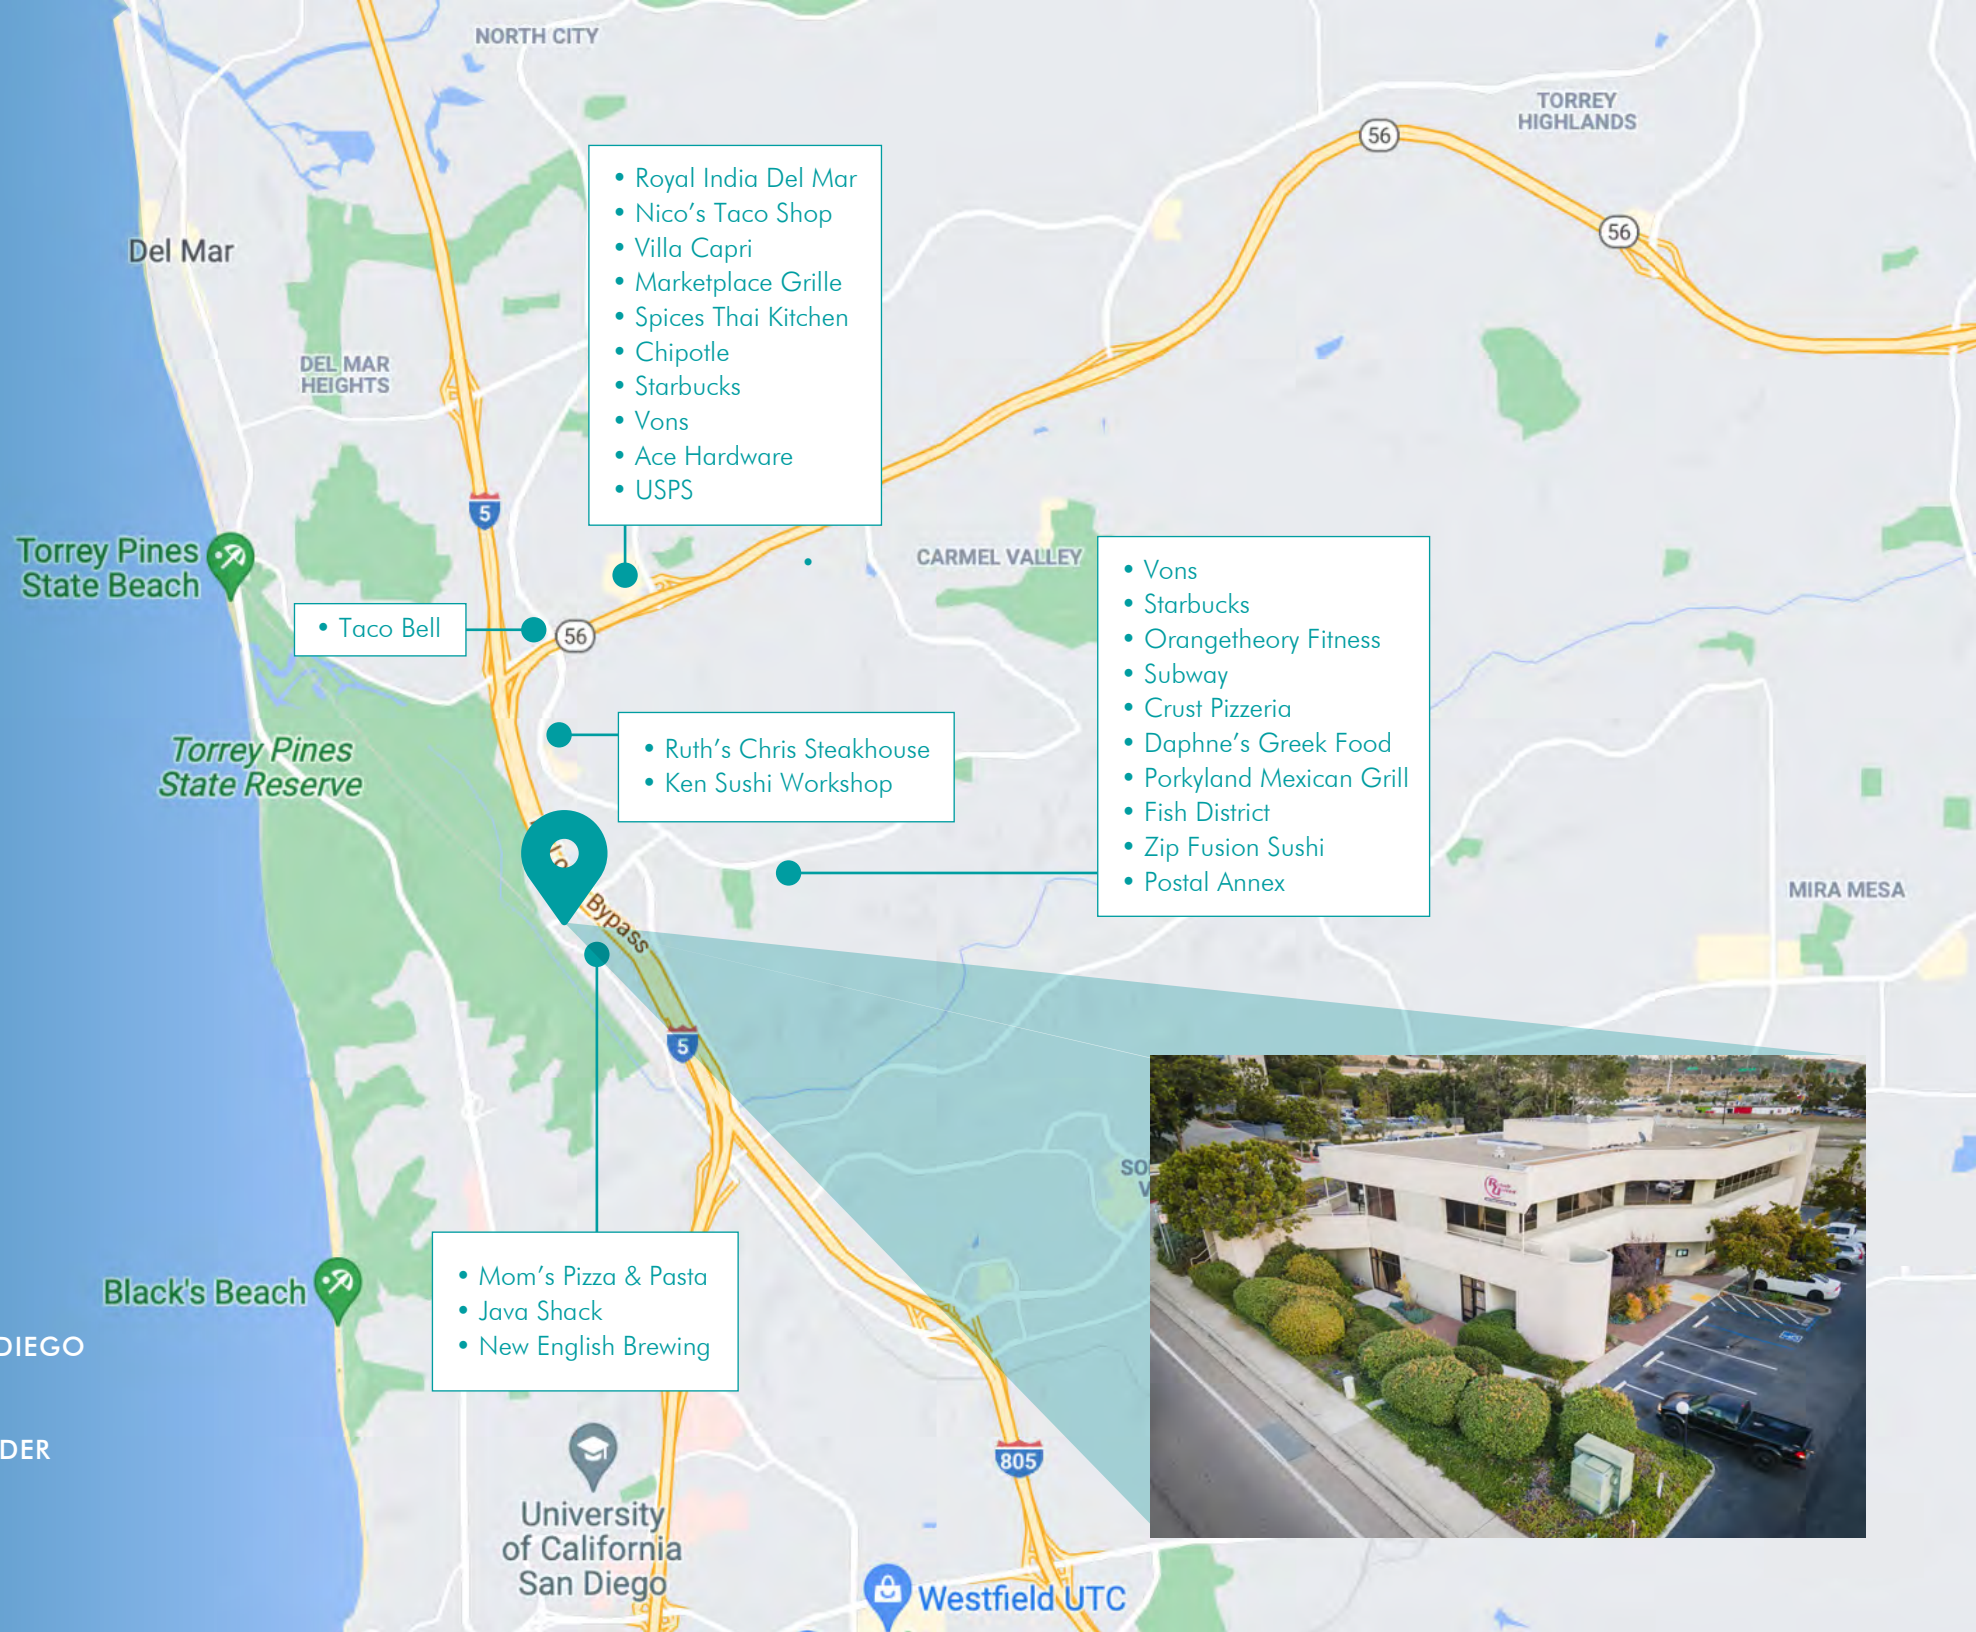 NORTH CITY
TORREY
HIGHLANDS
56
• Royal India Del Mar
• Nico’s Taco Shop
• Villa Capri
• Marketplace Grille
• Spices Thai Kitchen
• Chipotle
• Starbucks
• Vons
• Ace Hardware
• USPS
56
Del Mar
DEL MAR
HEIGHTS
5
Torrey Pines
State Beach
CARMEL VALLEY
• Vons
• Starbucks
• Orangetheory Fitness
• Subway
• Crust Pizzeria
• Daphne’s Greek Food
• Porkyland Mexican Grill
• Fish District
• Zip Fusion Sushi
• Postal Annex
• Taco Bell
56
Torrey Pines
State Reserve
• Ruth’s Chris Steakhouse
• Ken Sushi Workshop
MIRA MESA
Bypass
5
SO
V
Black's Beach
• Mom’s Pizza & Pasta
• Java Shack
• New English Brewing
DIEGO
DER
805
University
of California
San Diego
Westfield UTC